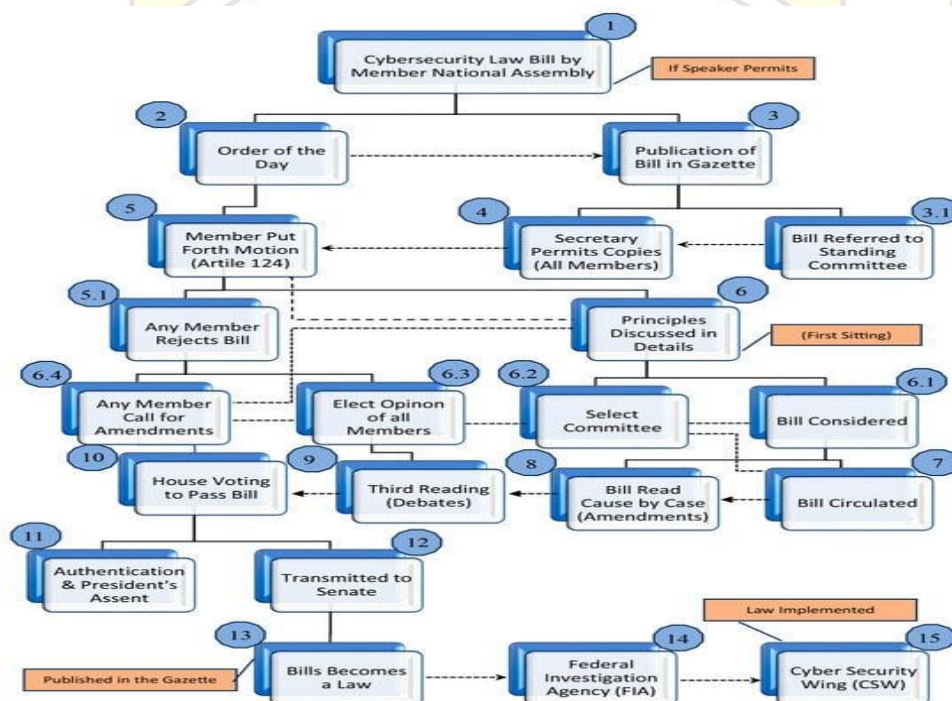 1
Cybersecurity Law Bill by
Member National Assembly
If Speaker Permits
2
Order of the
Day
3
Publication of
Bill in Gazette
5
Member Put
Forth Motion
(Artile 124)
4
Secretary
Permits Copies
(All Members)
3.1
Bill Referred to
Standing
Committee
5.1
Any Member
Rejects Bill
6
Principles
Discussed in
Details
(First Sitting)
6.4
Any Member
Call for
Amendments
6.3
Elect Opinon
of all
Members
6.2
Select
Committee
6.1
Bill Considered
10
House Voting
to Pass Bill
9
Third Reading
(Debates)
8
Bill Read
Cause by Case
(Amendments)
7
Bill Circulated
11
Authentication
& President's
Assent
12
Transmitted to
Senate
Law Implemented
13
Bills Becomes
a Law
Published in the Gazette
14
Federal
Investigation
Agency (FIA)
15
Cyber Security
Wing (CSW)